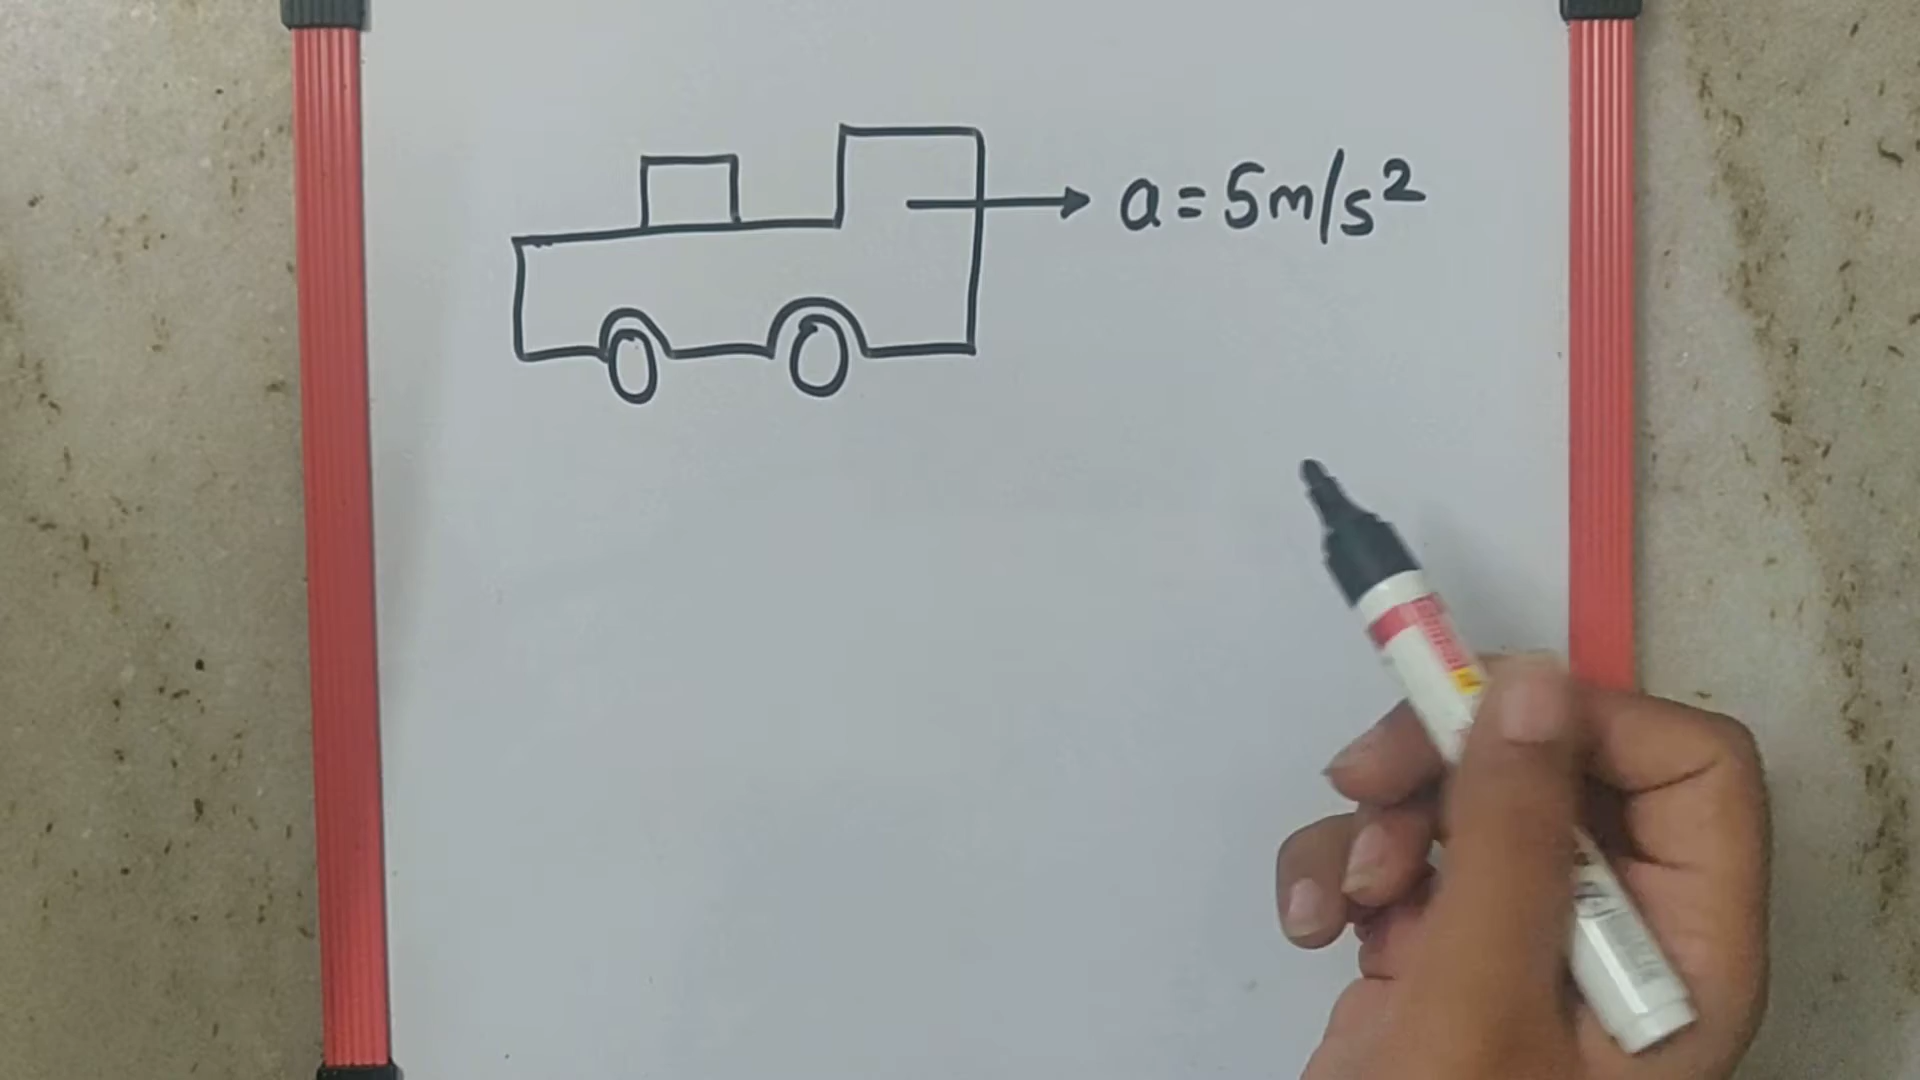 a = 5m/s²